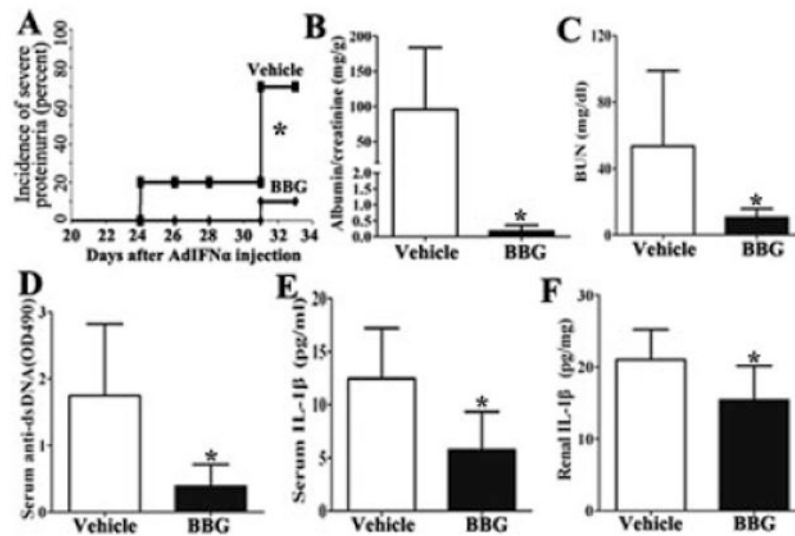 A
Incidence of severe
proteinuria (percent)
100
80
60
40
20
0
Vehicle
*
BBG
20 22 24 26 28 30 32 34
Days after AdIFNα injection
B
Albumin/creatinine (mg/g)
200
150
100
50
2.0
1.5
1.0
0.5
0.0
*
Vehicle BBG
C
BUN (mg/dl)
120
80
40
0
*
Vehicle BBG
D
Serum anti-dsDNA(OD490)
3
2
1
0
*
Vehicle BBG
E
Serum IL-1β (pg/ml)
20
15
10
5
0
*
Vehicle BBG
F
Renal IL-1β (pg/mg)
30
20
10
0
*
Vehicle BBG